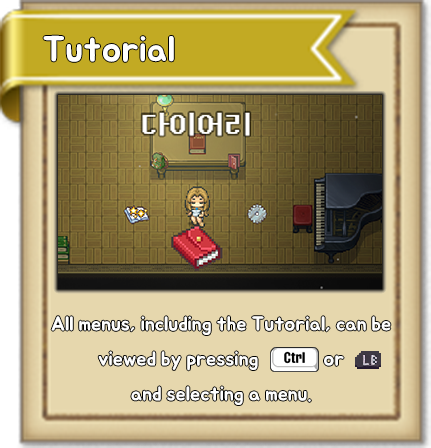 Tutorial
다이어리
All menus, including the Tutorial, can be
viewed by pressing Ctrl or LB
and selecting a menu.